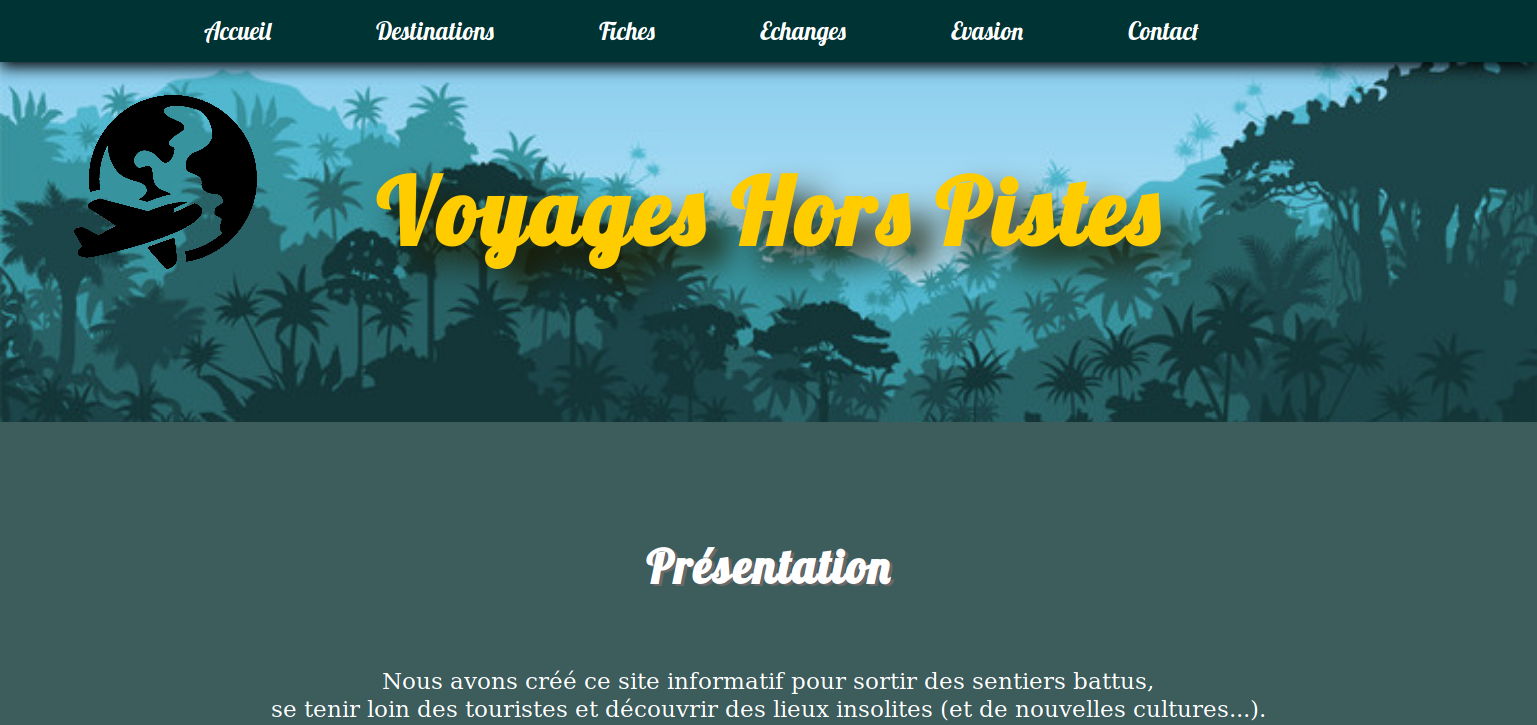 Accueil Destinations Fiches Echanges Evasion Contact
Voyages Hors Pistes
Présentation
Nous avons créé ce site informatif pour sortir des sentiers battus,
se tenir loin des touristes et découvrir des lieux insolites (et de nouvelles cultures...).